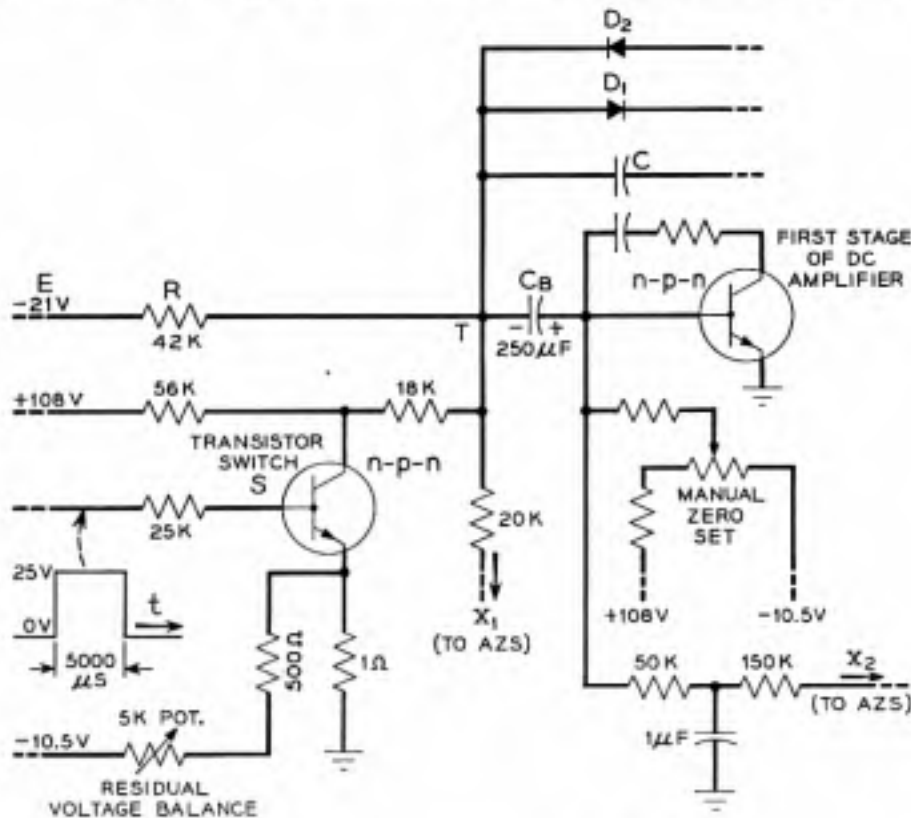 D2
D1
C
FIRST STAGE
OF DC
AMPLIFIER
n-p-n
E
-21V
R
42K
T
CB
- +
250μF
+108V
56K
18K
TRANSISTOR
SWITCH
S
n-p-n
25K
20K
MANUAL
ZERO
SET
+108V
-10.5V
25V
0V
t
5000
μS
X1
(TO AZS)
500Ω
1Ω
50K
150K
X2
(TO AZS)
1μF
5K POT.
-10.5V
RESIDUAL
VOLTAGE BALANCE